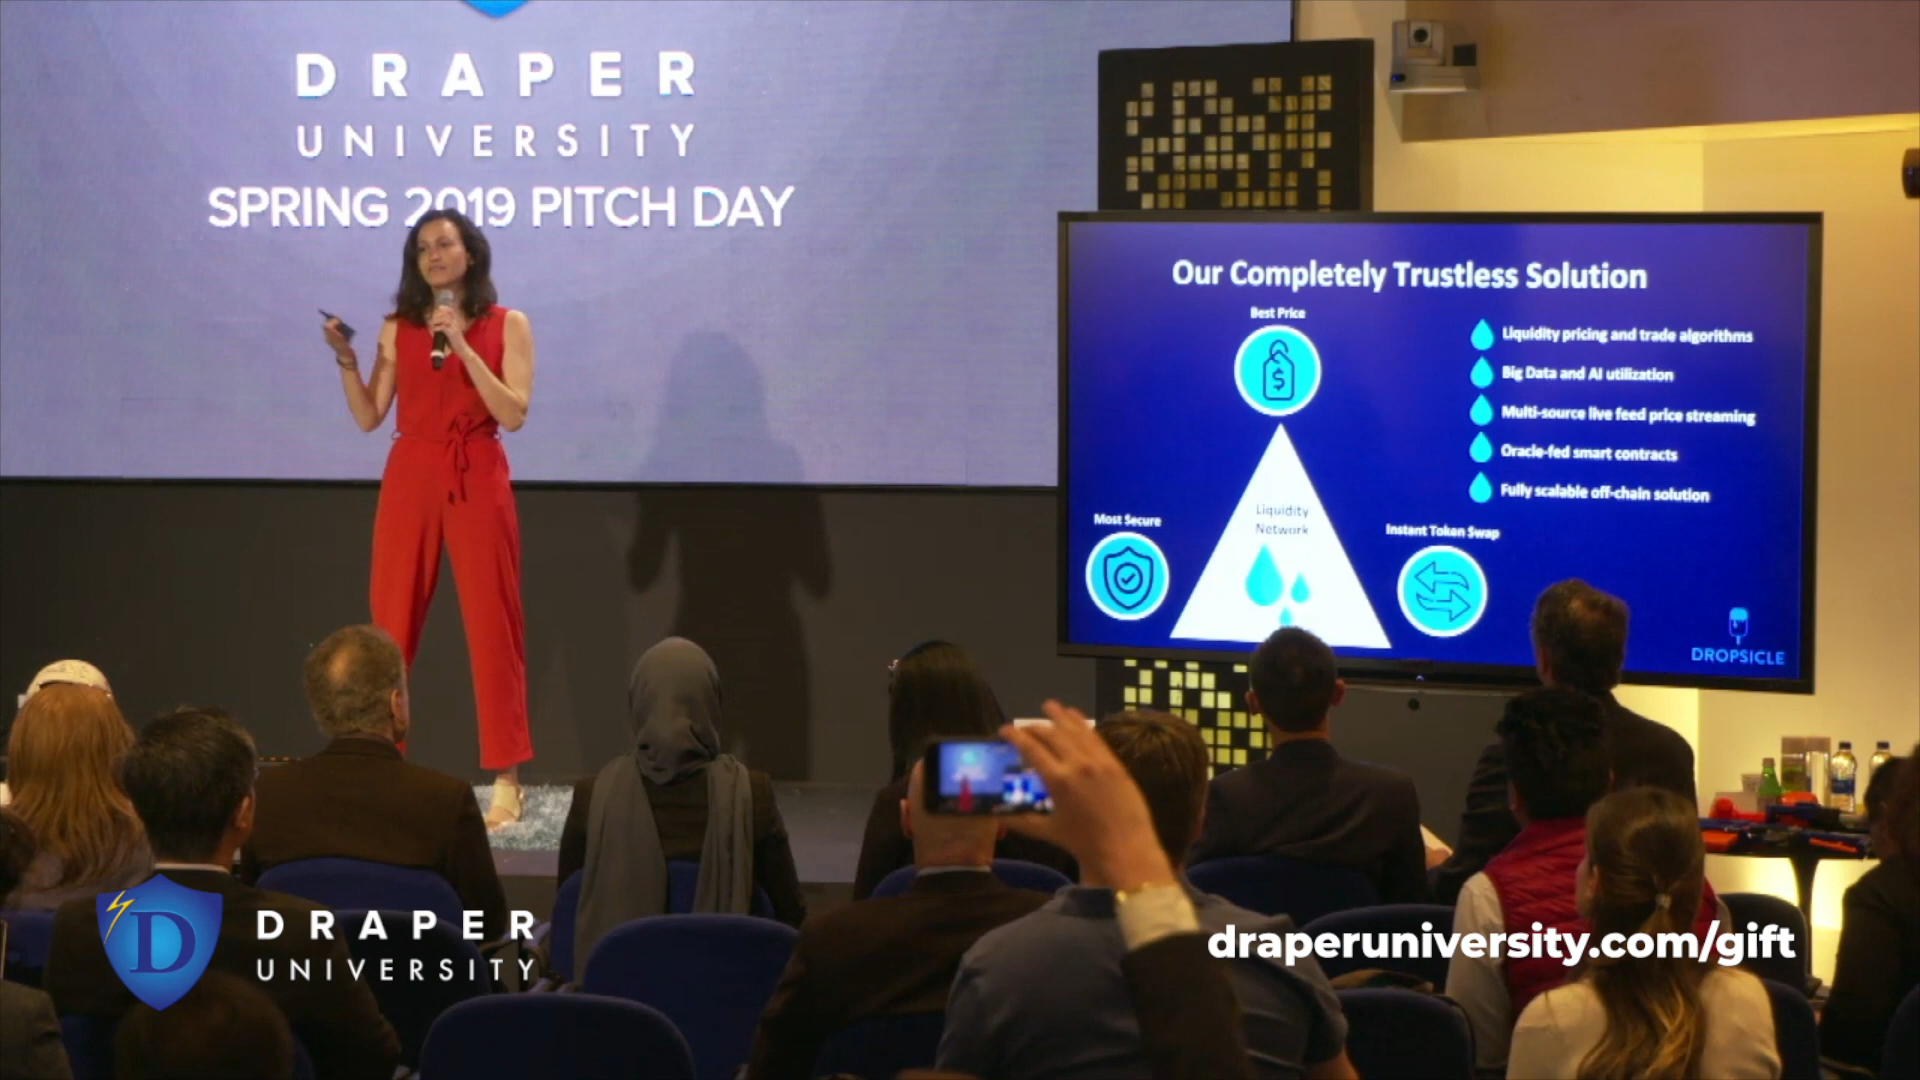 DRAPER
UNIVERSITY
SPRING 2019 PITCH DAY
Our Completely Trustless Solution
Best Price
Most Secure
Liquidity
Network
Instant Token Swap
Liquidity pricing and trade algorithms
Big Data and AI utilization
Multi-source live feed price streaming
Oracle-fed smart contracts
Fully scalable off-chain solution
DROPSICLE
D
DRAPER
UNIVERSITY
draperuniversity.com/gift